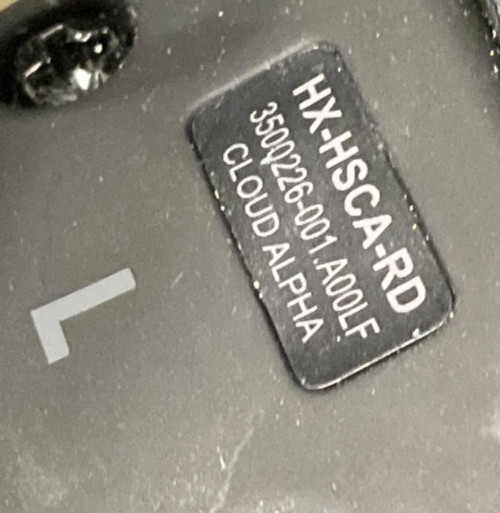 HX-HSCA-RD
3500226-001.A00LF
CLOUD ALPHA
L